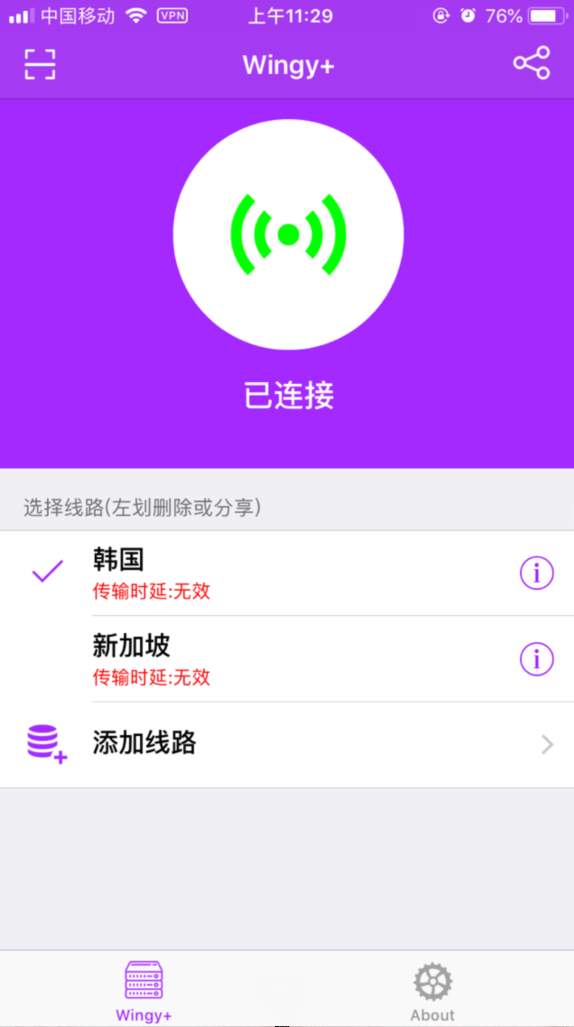 中国移动 VPN 上午11:29 76%
Wingy+
已连接
选择线路(左划删除或分享)
韩国
传输时延:无效
新加坡
传输时延:无效
添加线路
Wingy+ About